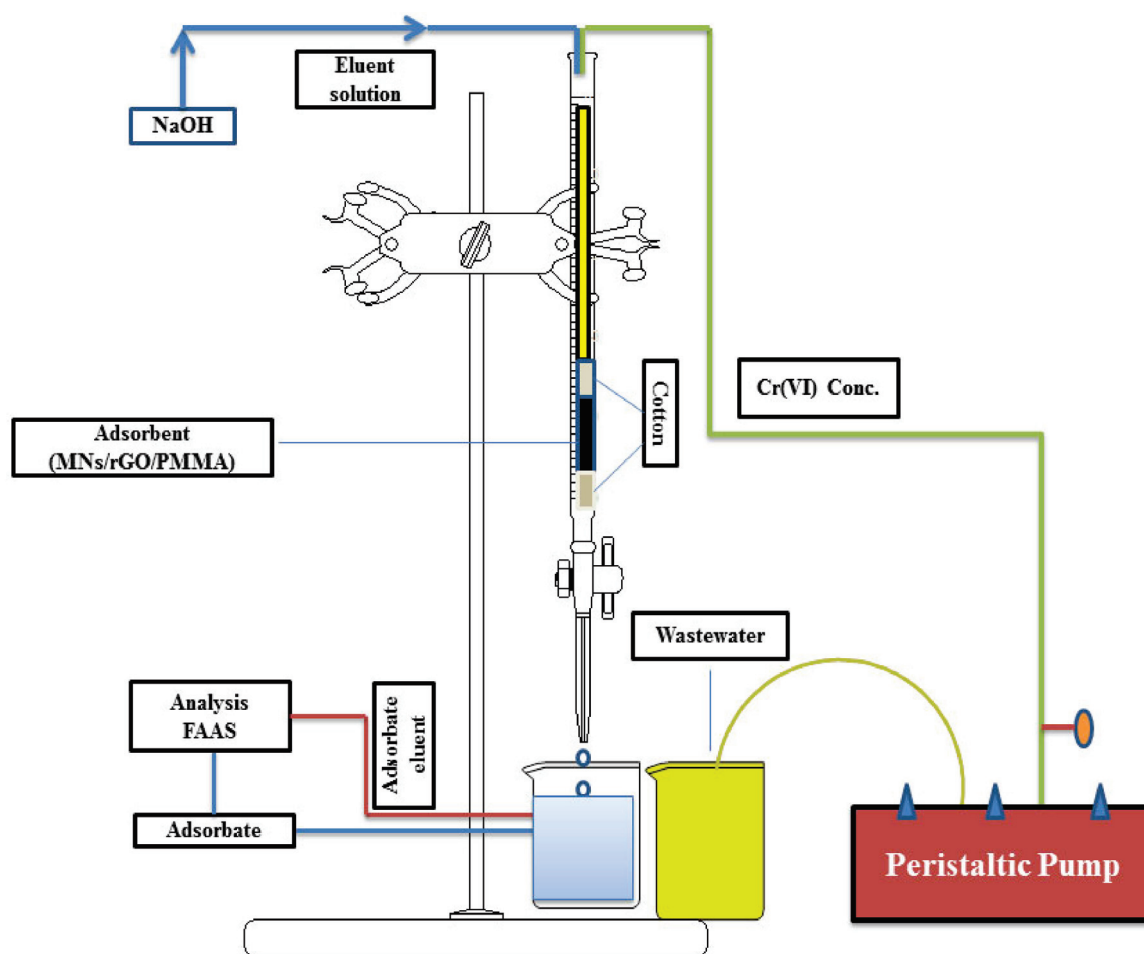 Eluent
solution
NaOH
Cotton
Cr(VI) Conc.
Adsorbent
(MNs/rGO/PMMA)
Wastewater
Analysis
FAAS
Adsorbate
eluent
Adsorbate
Peristaltic Pump